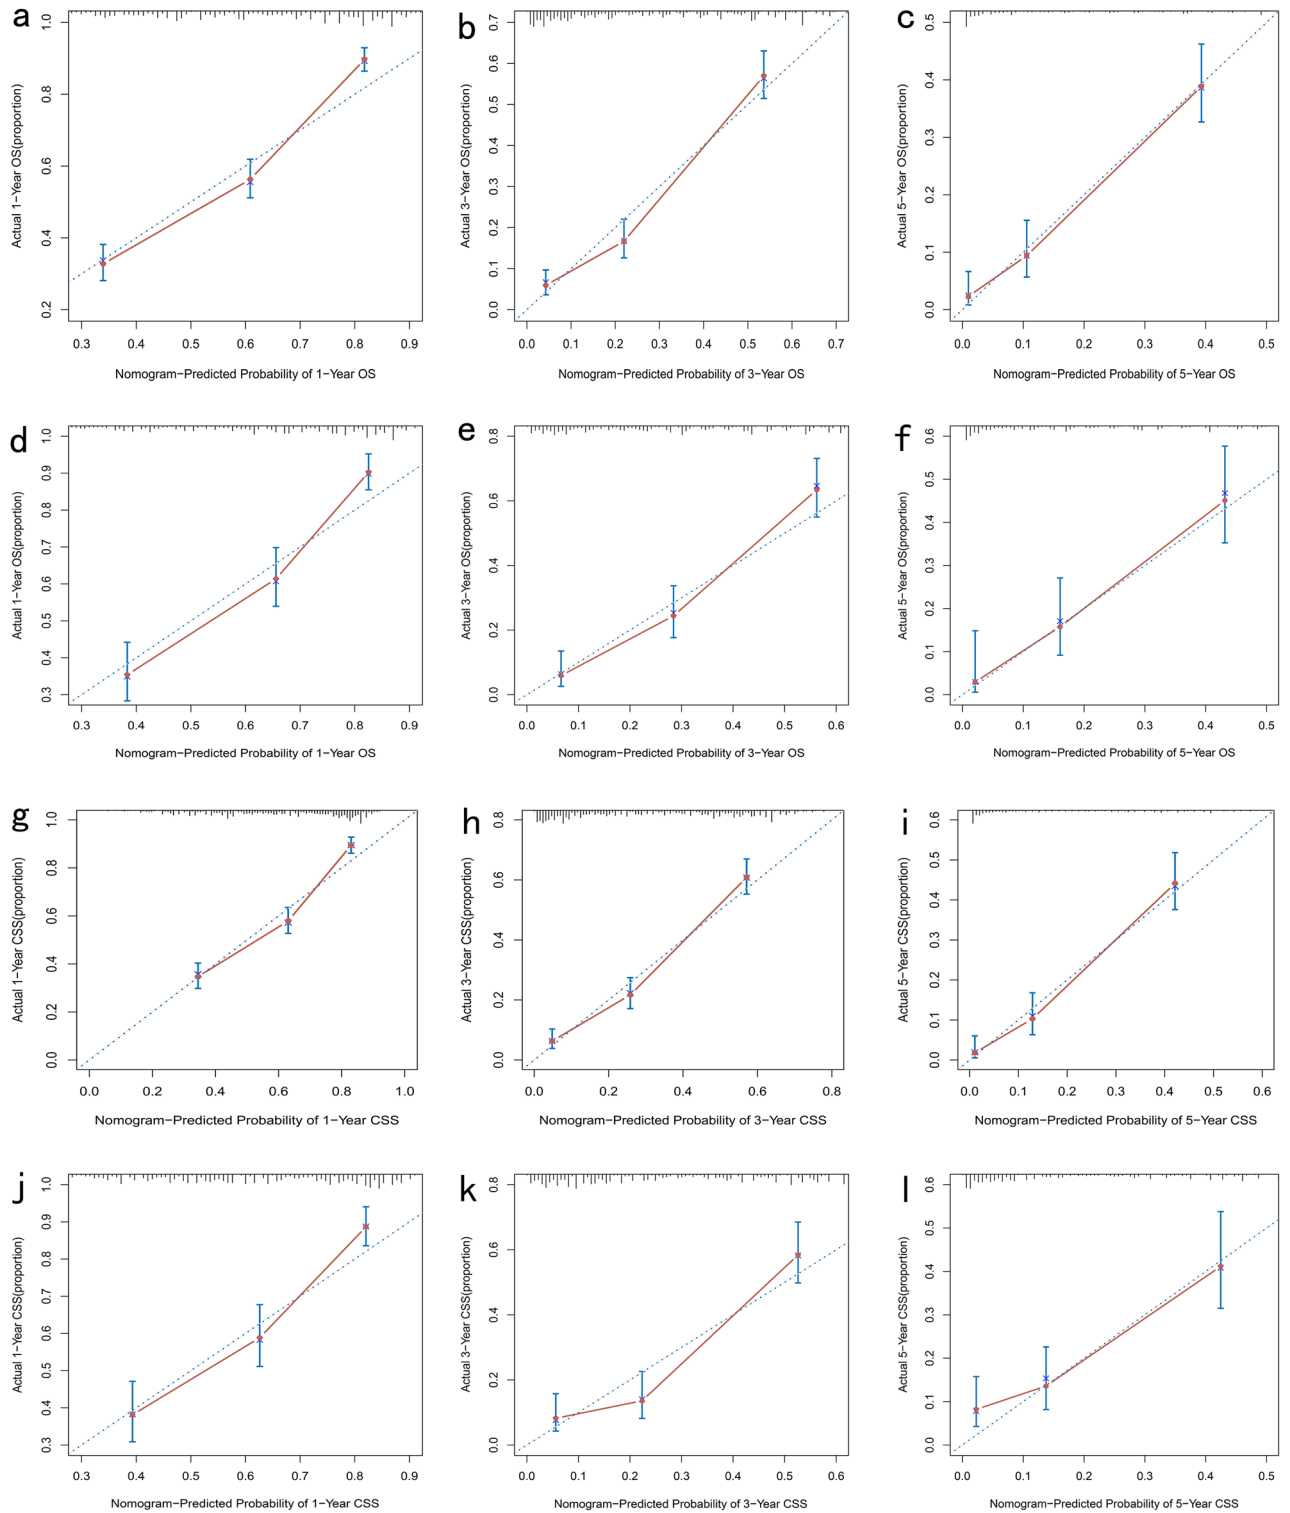 a
Actual 1−Year OS(proportion)
1.0
0.8
0.6
0.4
0.2
0.3 0.4 0.5 0.6 0.7 0.8 0.9
Nomogram−Predicted Probability of 1−Year OS
b
Actual 3−Year OS(proportion)
0.7
0.6
0.5
0.4
0.3
0.2
0.1
0.0
0.0 0.1 0.2 0.3 0.4 0.5 0.6 0.7
Nomogram−Predicted Probability of 3−Year OS
c
Actual 5−Year OS(proportion)
0.5
0.4
0.3
0.2
0.1
0.0
0.0 0.1 0.2 0.3 0.4 0.5
Nomogram−Predicted Probability of 5−Year OS
d
Actual 1−Year OS(proportion)
1.0
0.9
0.8
0.7
0.6
0.5
0.4
0.3
0.3 0.4 0.5 0.6 0.7 0.8 0.9
Nomogram−Predicted Probability of 1−Year OS
e
Actual 3−Year OS(proportion)
0.8
0.6
0.4
0.2
0.0
0.0 0.1 0.2 0.3 0.4 0.5 0.6
Nomogram−Predicted Probability of 3−Year OS
f
Actual 5−Year OS(proportion)
0.6
0.5
0.4
0.3
0.2
0.1
0.0
0.0 0.1 0.2 0.3 0.4 0.5
Nomogram−Predicted Probability of 5−Year OS
g
Actual 1−Year CSS(proportion)
1.0
0.8
0.6
0.4
0.2
0.0
0.0 0.2 0.4 0.6 0.8 1.0
Nomogram−Predicted Probability of 1−Year CSS
h
Actual 3−Year CSS(proportion)
0.8
0.6
0.4
0.2
0.0
0.0 0.2 0.4 0.6 0.8
Nomogram−Predicted Probability of 3−Year CSS
i
Actual 5−Year CSS(proportion)
0.6
0.5
0.4
0.3
0.2
0.1
0.0
0.0 0.1 0.2 0.3 0.4 0.5 0.6
Nomogram−Predicted Probability of 5−Year CSS
j
Actual 1−Year CSS(proportion)
1.0
0.9
0.8
0.7
0.6
0.5
0.4
0.3
0.3 0.4 0.5 0.6 0.7 0.8 0.9
Nomogram−Predicted Probability of 1−Year CSS
k
Actual 3−Year CSS(proportion)
0.8
0.6
0.4
0.2
0.0
0.0 0.1 0.2 0.3 0.4 0.5 0.6
Nomogram−Predicted Probability of 3−Year CSS
l
Actual 5−Year CSS(proportion)
0.6
0.5
0.4
0.3
0.2
0.1
0.0
0.0 0.1 0.2 0.3 0.4 0.5
Nomogram−Predicted Probability of 5−Year CSS